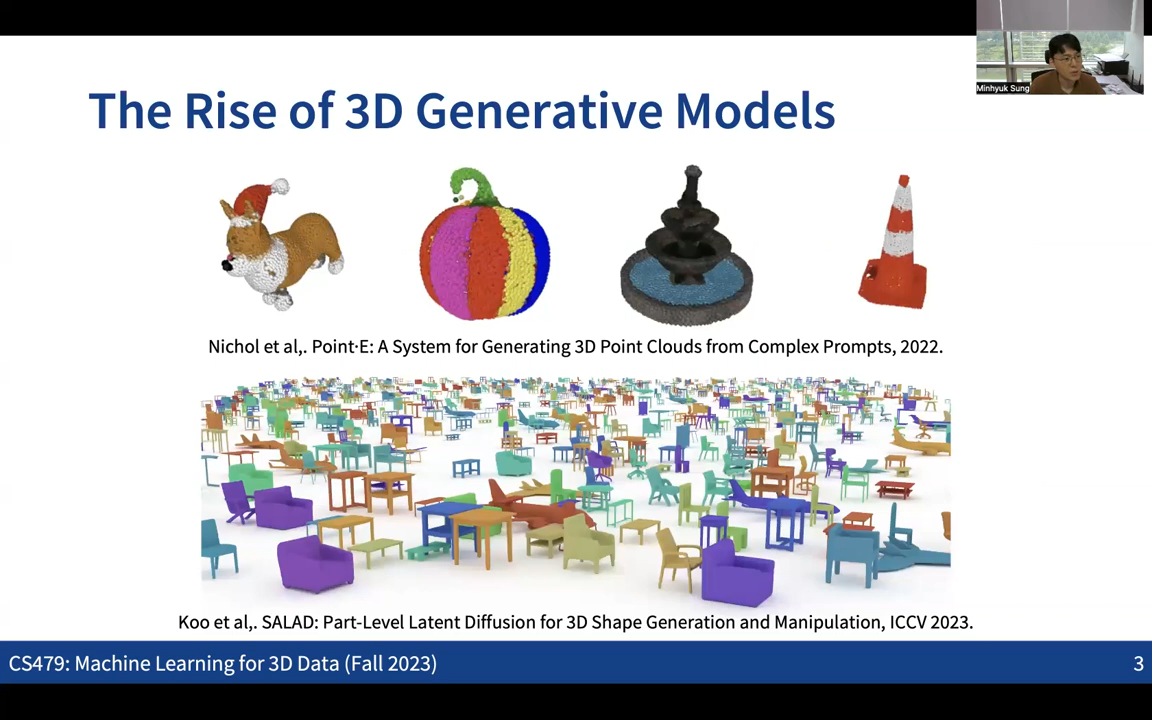 Minhyuk Sung
The Rise of 3D Generative Models
Nichol et al,. Point·E: A System for Generating 3D Point Clouds from Complex Prompts, 2022.
Koo et al,. SALAD: Part-Level Latent Diffusion for 3D Shape Generation and Manipulation, ICCV 2023.
CS479: Machine Learning for 3D Data (Fall 2023)
3